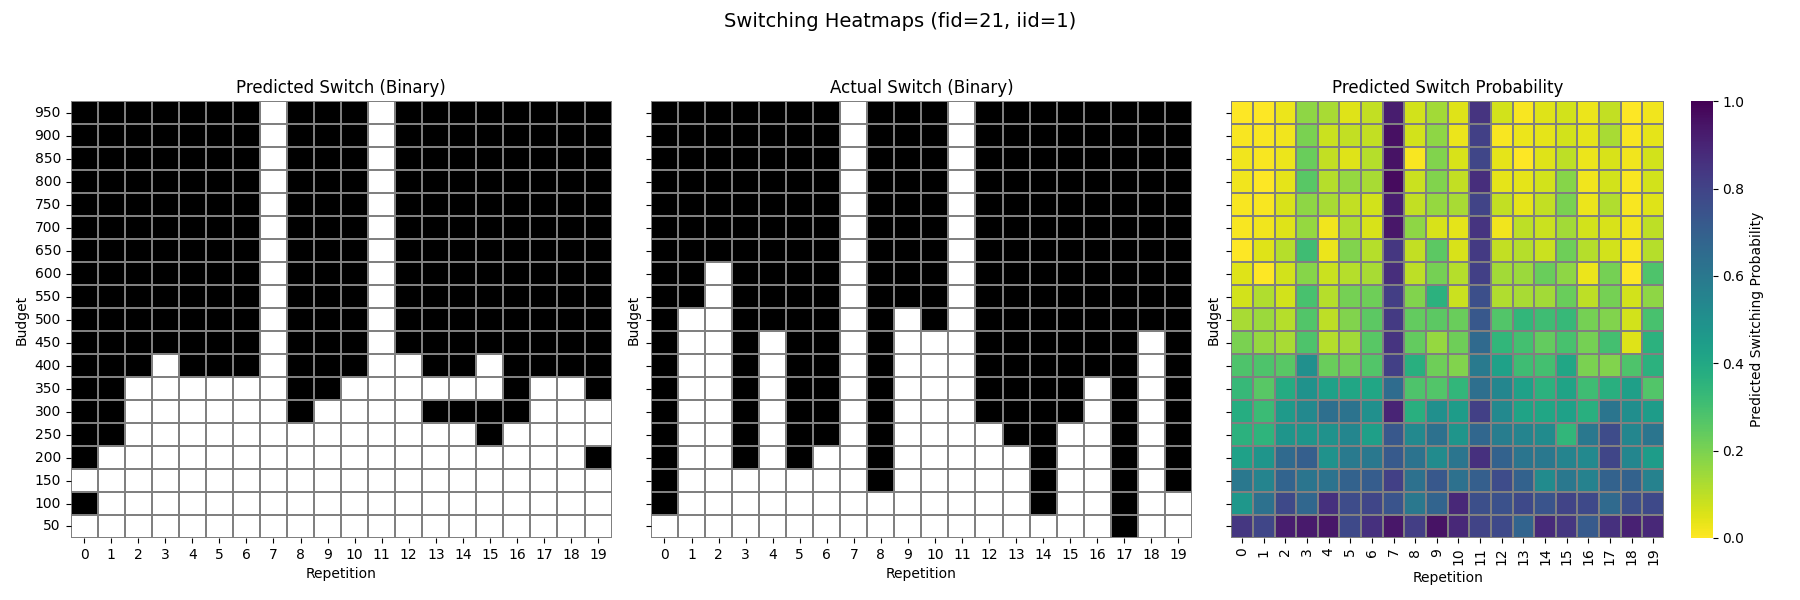 Switching Heatmaps (fid=21, iid=1)
Predicted Switch (Binary)
Actual Switch (Binary)
Predicted Switch Probability
Budget
950
900
850
800
750
700
650
600
550
500
450
400
350
300
250
200
150
100
50
0 1 2 3 4 5 6 7 8 9 10 11 12 13 14 15 16 17 18 19
Repetition
Budget
0 1 2 3 4 5 6 7 8 9 10 11 12 13 14 15 16 17 18 19
Repetition
Budget
0 1 2 3 4 5 6 7 8 9 10 11 12 13 14 15 16 17 18 19
Repetition
1.0
0.8
0.6
0.4
0.2
0.0
Predicted Switching Probability